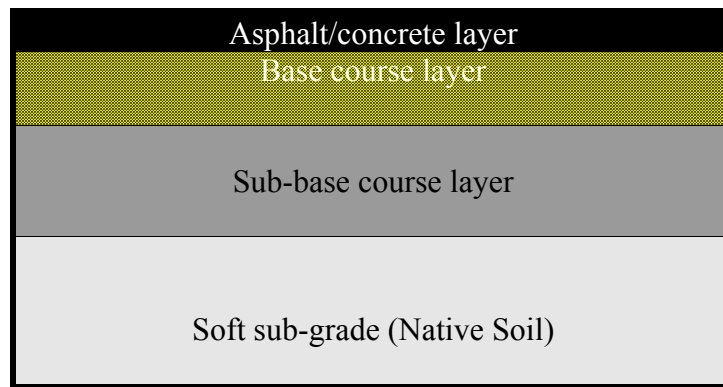 Asphalt/concrete layer
Base course layer
Sub-base course layer
Soft sub-grade (Native Soil)